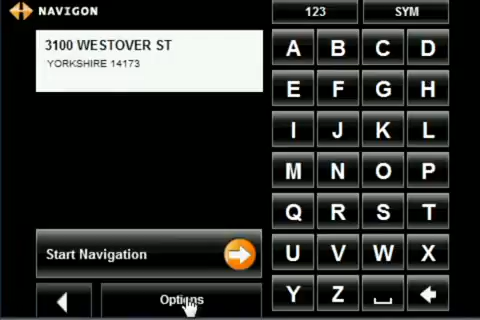 NAVIGON
123 SYM
3100 WESTOVER ST
YORKSHIRE 14173
A B C D
E F G H
I J K L
M N O P
Q R S T
U V W X
Y Z
Start Navigation
Options